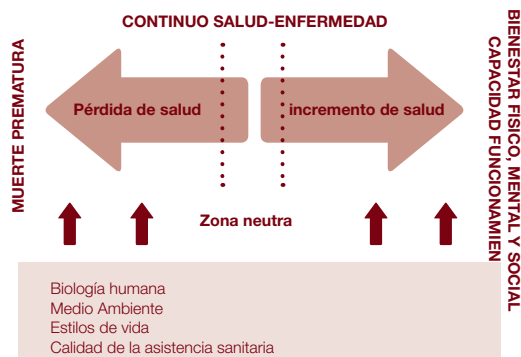 CONTINUO SALUD-ENFERMEDAD
MUERTE PREMATURA
Pérdida de salud
incremento de salud
BIENESTAR FISICO, MENTAL Y SOCIAL
CAPACIDAD FUNCIONAMIEN
Zona neutra
Biología humana
Medio Ambiente
Estilos de vida
Calidad de la asistencia sanitaria